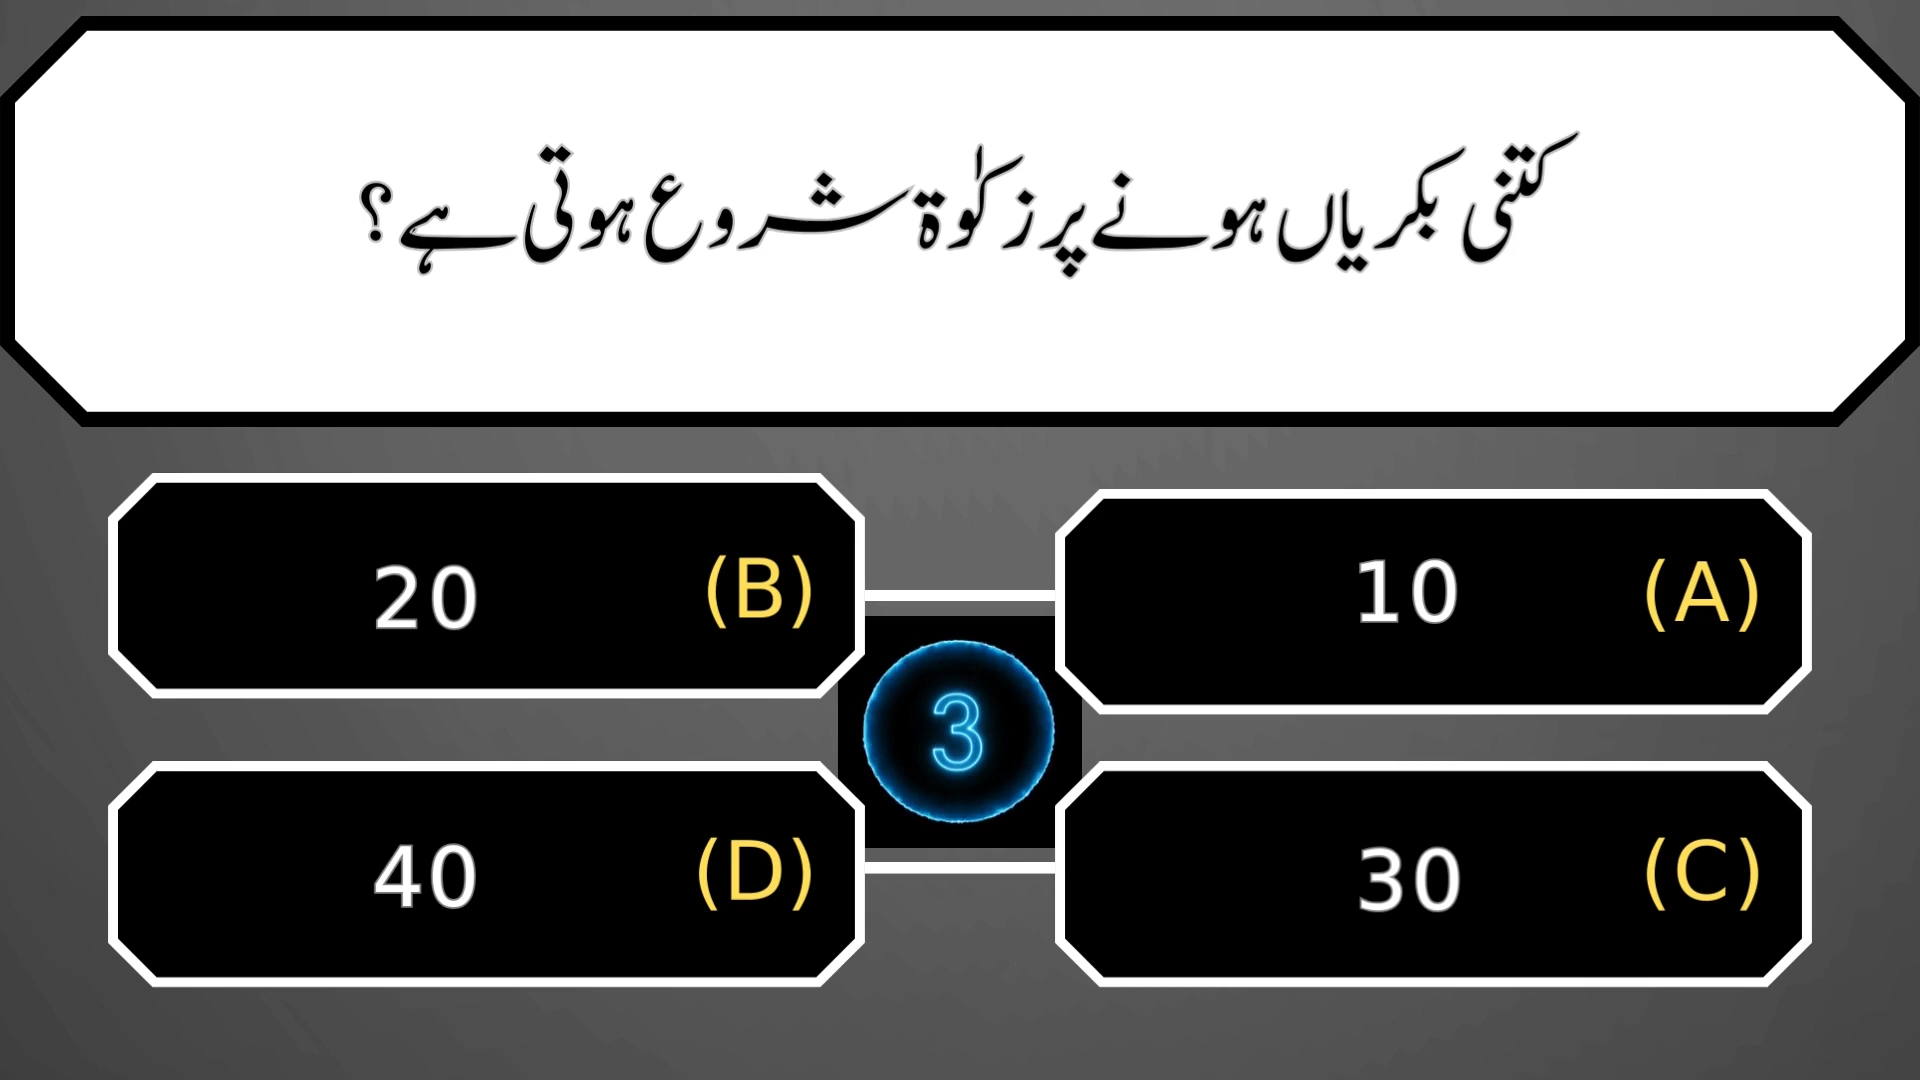 کتنی بکریاں ہونے پر زکوٰۃ شروع ہوتی ہے؟
(A) 10
(B) 20
3
(C) 30
(D) 40